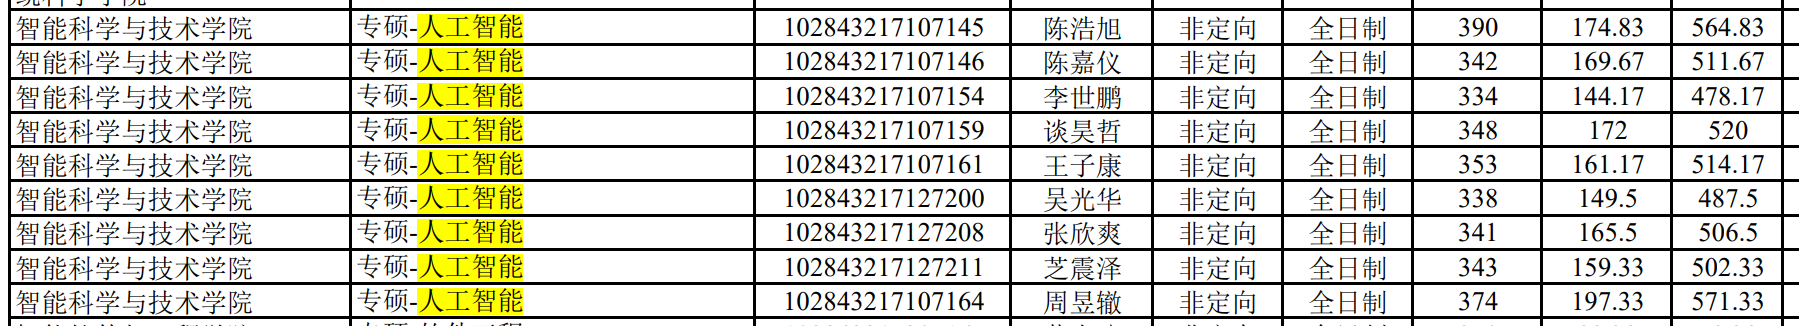 智能科学与技术学院 专硕-人工智能 102843217107145 陈浩旭 非定向 全日制 390 174.83 564.83
智能科学与技术学院 专硕-人工智能 102843217107146 陈嘉仪 非定向 全日制 342 169.67 511.67
智能科学与技术学院 专硕-人工智能 102843217107154 李世鹏 非定向 全日制 334 144.17 478.17
智能科学与技术学院 专硕-人工智能 102843217107159 谈昊哲 非定向 全日制 348 172 520
智能科学与技术学院 专硕-人工智能 102843217107161 王子康 非定向 全日制 353 161.17 514.17
智能科学与技术学院 专硕-人工智能 102843217127200 吴光华 非定向 全日制 338 149.5 487.5
智能科学与技术学院 专硕-人工智能 102843217127208 张欣爽 非定向 全日制 341 165.5 506.5
智能科学与技术学院 专硕-人工智能 102843217127211 芝震泽 非定向 全日制 343 159.33 502.33
智能科学与技术学院 专硕-人工智能 102843217107164 周昱辙 非定向 全日制 374 197.33 571.33